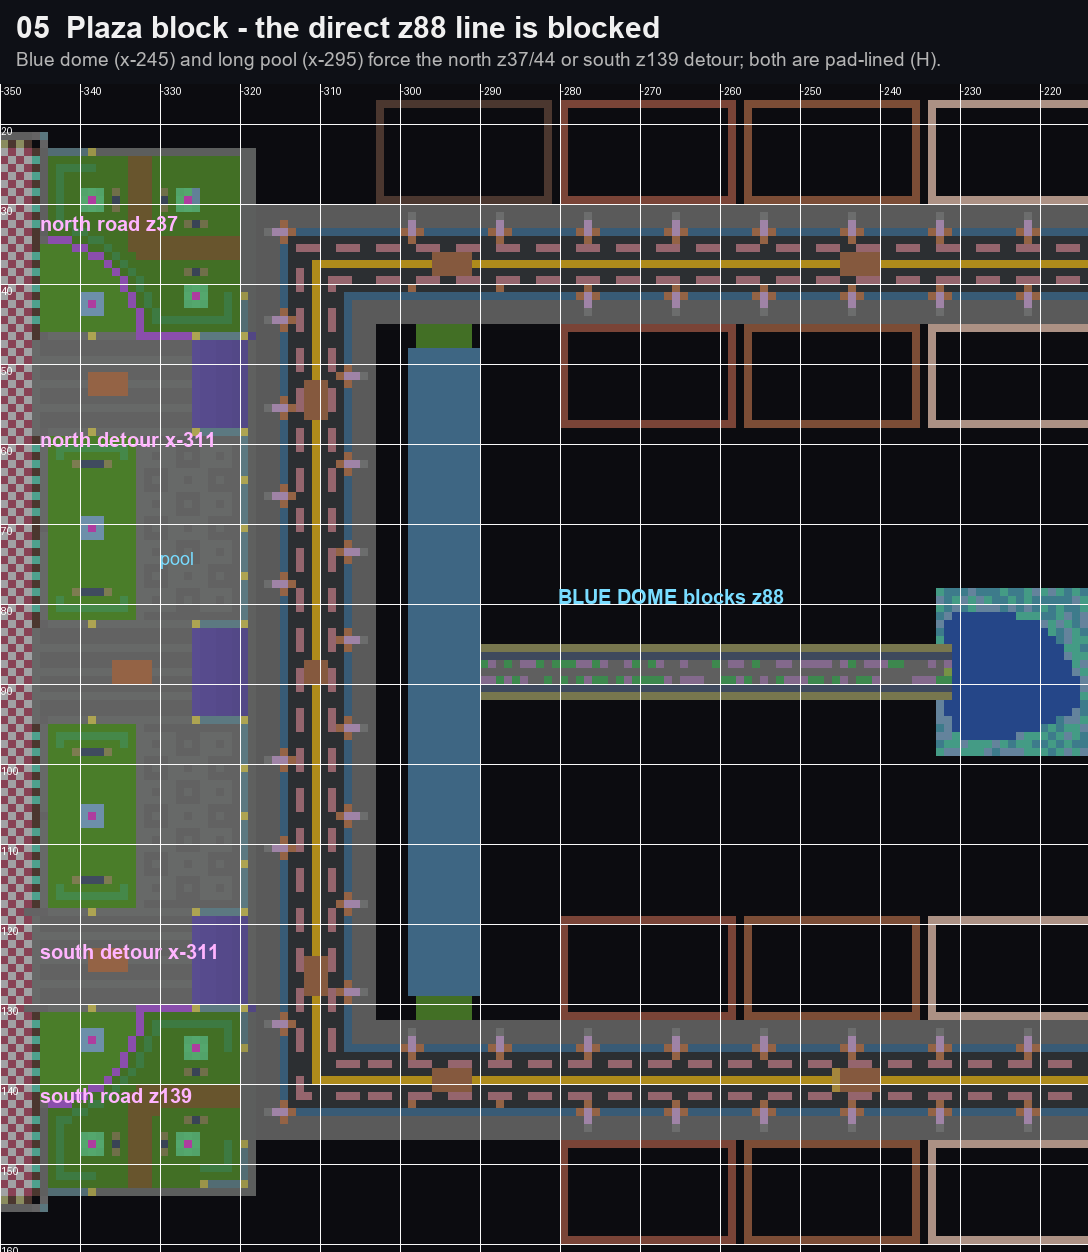 05 Plaza block - the direct z88 line is blocked
Blue dome (x-245) and long pool (x-295) force the north z37/44 or south z139 detour; both are pad-lined (H).
-350 -340 -330 -320 -310 -300 -290 -280 -270 -260 -250 -240 -230 -220
20
30
north road z37
40
50
north detour x-311
60
70
pool
80
BLUE DOME blocks z88
90
100
110
120
south detour x-311
130
south road z139
140
150
160